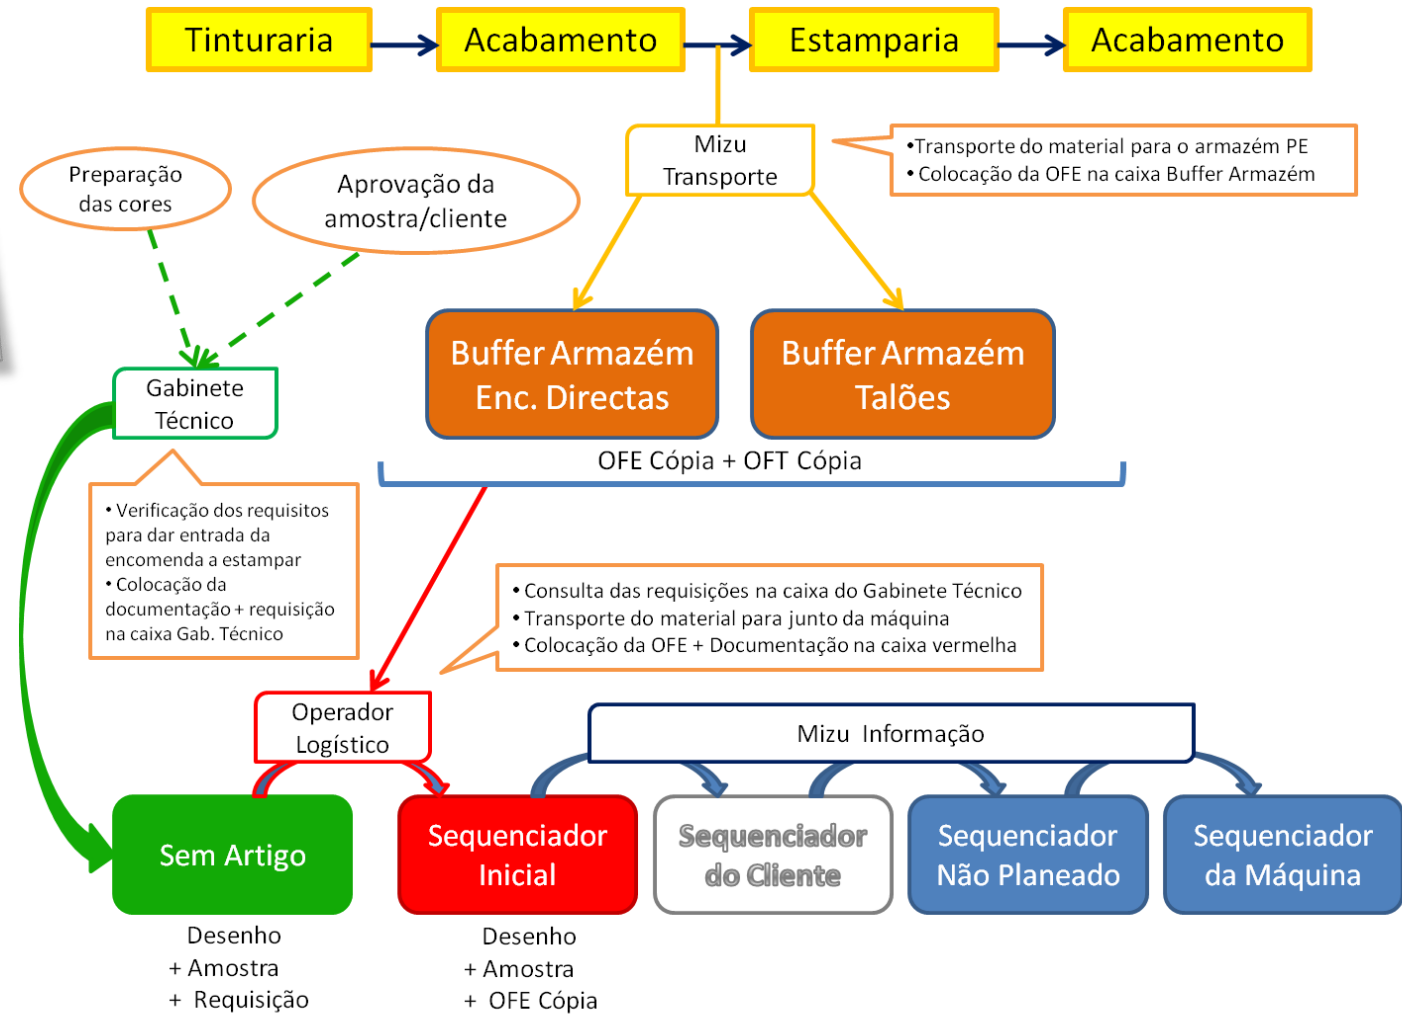 Tinturaria
Acabamento
Estamparia
Acabamento
Mizu
Transporte
•Transporte do material para o armazém PE
• Colocação da OFE na caixa Buffer Armazém
Preparação
das cores
Aprovação da
amostra/cliente
Buffer Armazém
Enc. Directas
Buffer Armazém
Talões
Gabinete
Técnico
OFE Cópia + OFT Cópia
• Verificação dos requisitos
para dar entrada da
encomenda a estampar
• Colocação da
documentação + requisição
na caixa Gab. Técnico
• Consulta das requisições na caixa do Gabinete Técnico
• Transporte do material para junto da máquina
• Colocação da OFE + Documentação na caixa vermelha
Operador
Logístico
Mizu Informação
Sem Artigo
Sequenciador
Inicial
Sequenciador
do Cliente
Sequenciador
Não Planeado
Sequenciador
da Máquina
Desenho
+ Amostra
+ Requisição
Desenho
+ Amostra
+ OFE Cópia